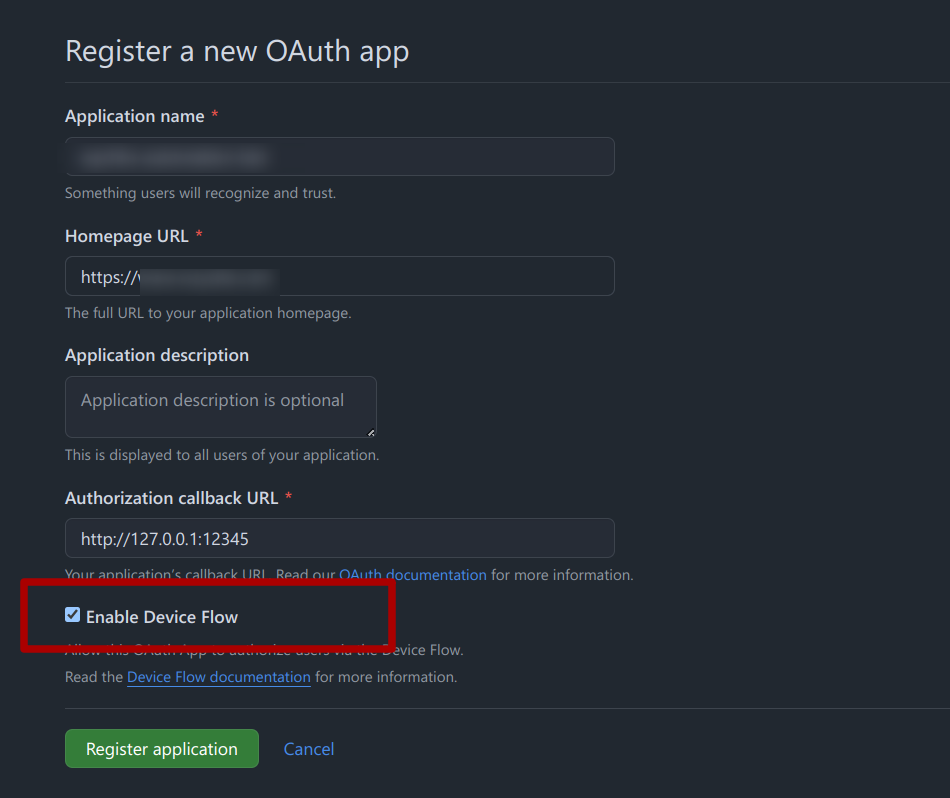 Register a new OAuth app
Application name *
Something users will recognize and trust.
Homepage URL *
https://
The full URL to your application homepage.
Application description
Application description is optional
This is displayed to all users of your application.
Authorization callback URL *
http://127.0.0.1:12345
Your application's callback URL. Read our OAuth documentation for more information.
Enable Device Flow
Allow this OAuth App to authorize users via the Device Flow.
Read the Device Flow documentation for more information.
Register application Cancel